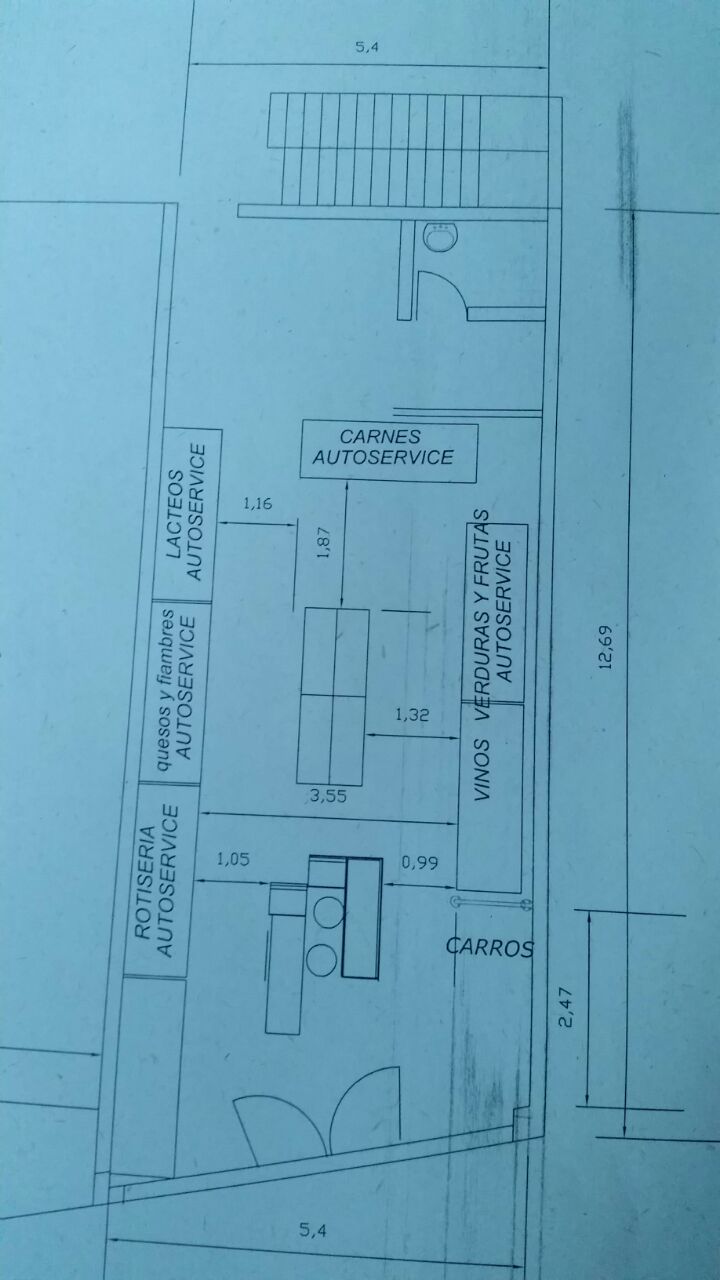 5,4
CARNES
AUTOSERVICE
LACTEOS
AUTOSERVICE
1,16
1,87
VERDURAS Y FRUTAS
AUTOSERVICE
quesos y fiambres
AUTOSERVICE
12,69
1,32
VINOS
3,55
ROTISERIA
AUTOSERVICE
1,05
0,99
CARROS
2,47
5,4